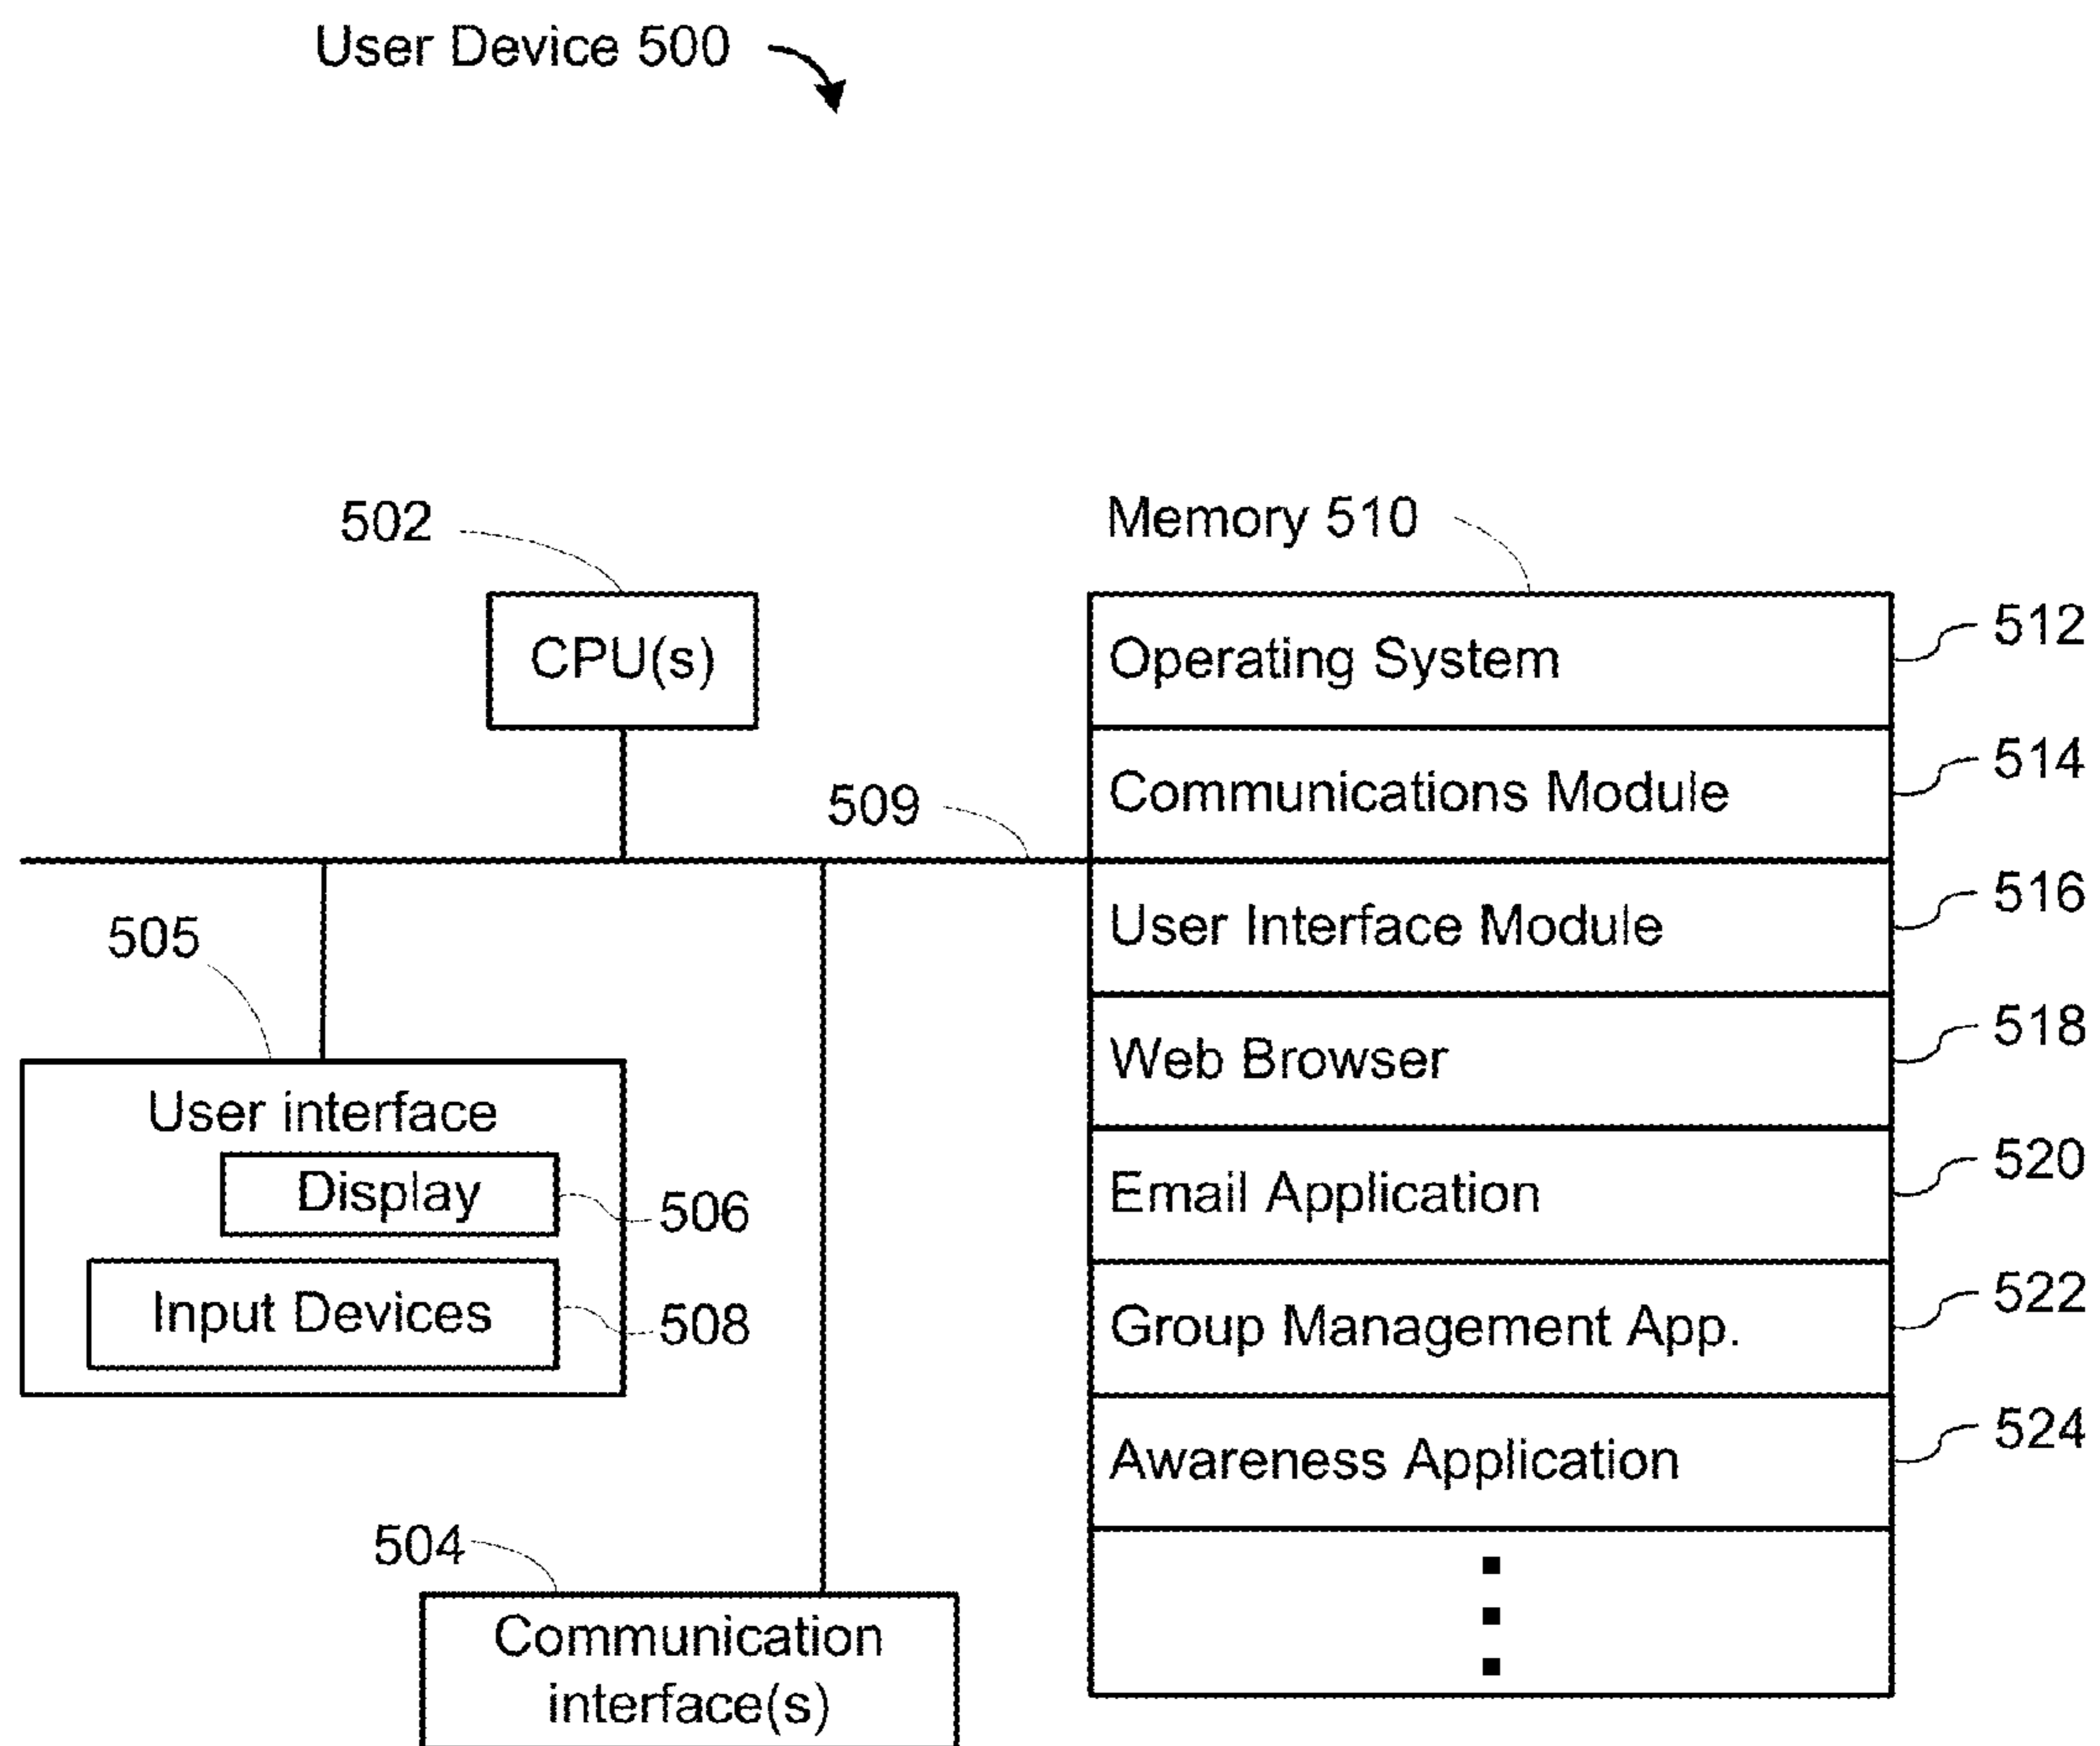 User Device 500
502
CPU(s)
509
505
User interface
Display
506
Input Devices
508
504
Communication
interface(s)
Memory 510
Operating System
512
Communications Module
514
User Interface Module
516
Web Browser
518
Email Application
520
Group Management App.
522
Awareness Application
524